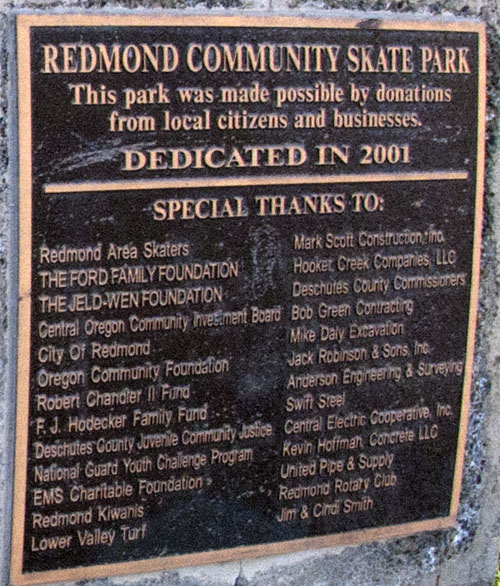 REDMOND COMMUNITY SKATE PARK
This park was made possible by donations
from local citizens and businesses.
DEDICATED IN 2001
SPECIAL THANKS TO:
Redmond Area Skaters
THE FORD FAMILY FOUNDATION
THE JELD-WEN FOUNDATION
Central Oregon Community Investment Board
City Of Redmond
Oregon Community Foundation
Robert Chandler II Fund
F. J. Hodecker Family Fund
Deschutes County Juvenile Community Justice
National Guard Youth Challenge Program
EMS Charitable Foundation
Redmond Kiwanis
Lower Valley Turf
Mark Scott Construction, Inc.
Hooker Creek Companies, LLC
Deschutes County Commissioners
Bob Green Contracting
Mike Daly Excavation
Jack Robinson & Sons, Inc.
Anderson Engineering & Surveying
Swift Steel
Central Electric Cooperative, Inc.
Kevin Hoffman, Concrete LLC
United Pipe & Supply
Redmond Rotary Club
Jim & Cindi Smith